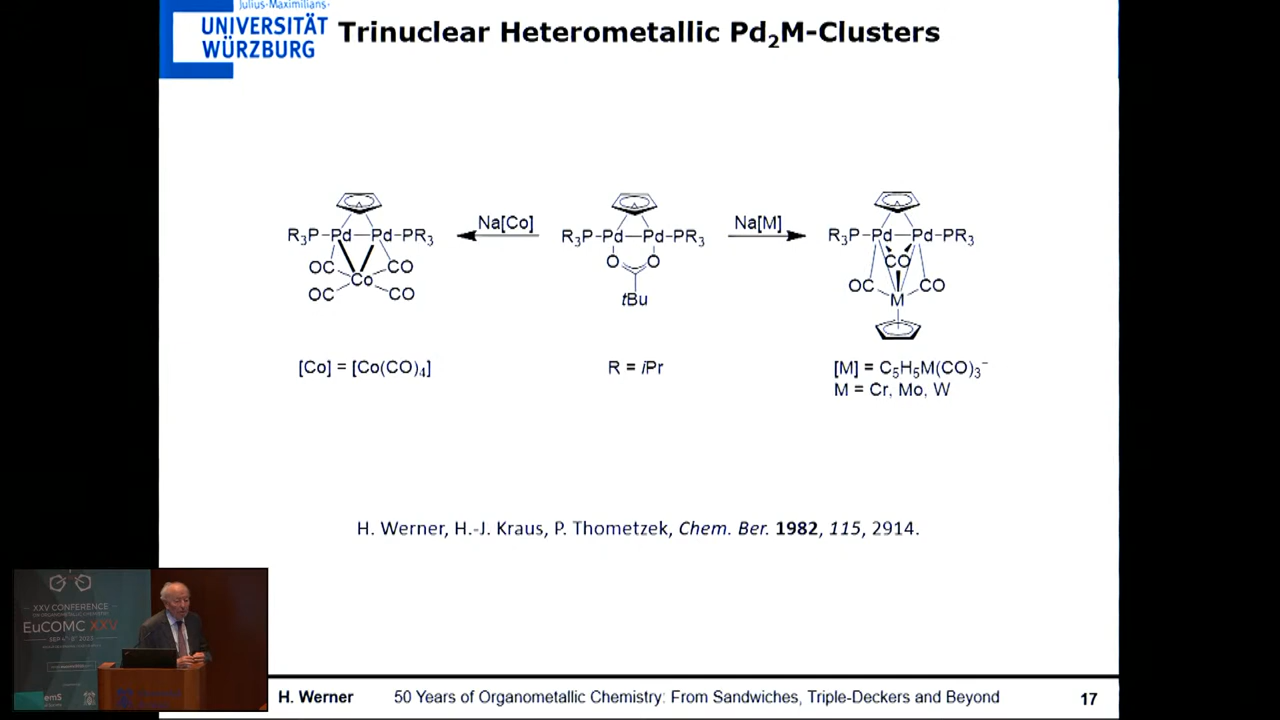 Julius-Maximilians-
UNIVERSITÄT
WÜRZBURG
Trinuclear Heterometallic Pd₂M-Clusters
R₃P Pd Pd PR₃
OC CO
Co
OC CO
Na[Co]
R₃P Pd Pd PR₃
O O
tBu
Na[M]
R₃P Pd Pd PR₃
CO
OC CO
M
[Co] = [Co(CO)₄]
R = iPr
[M] = C₅H₅M(CO)₃⁻
M = Cr, Mo, W
H. Werner, H.-J. Kraus, P. Thometzek, Chem. Ber. 1982, 115, 2914.
XXV CONFERENCE
EuCOMC XXV
H. Werner
50 Years of Organometallic Chemistry: From Sandwiches, Triple-Deckers and Beyond
17